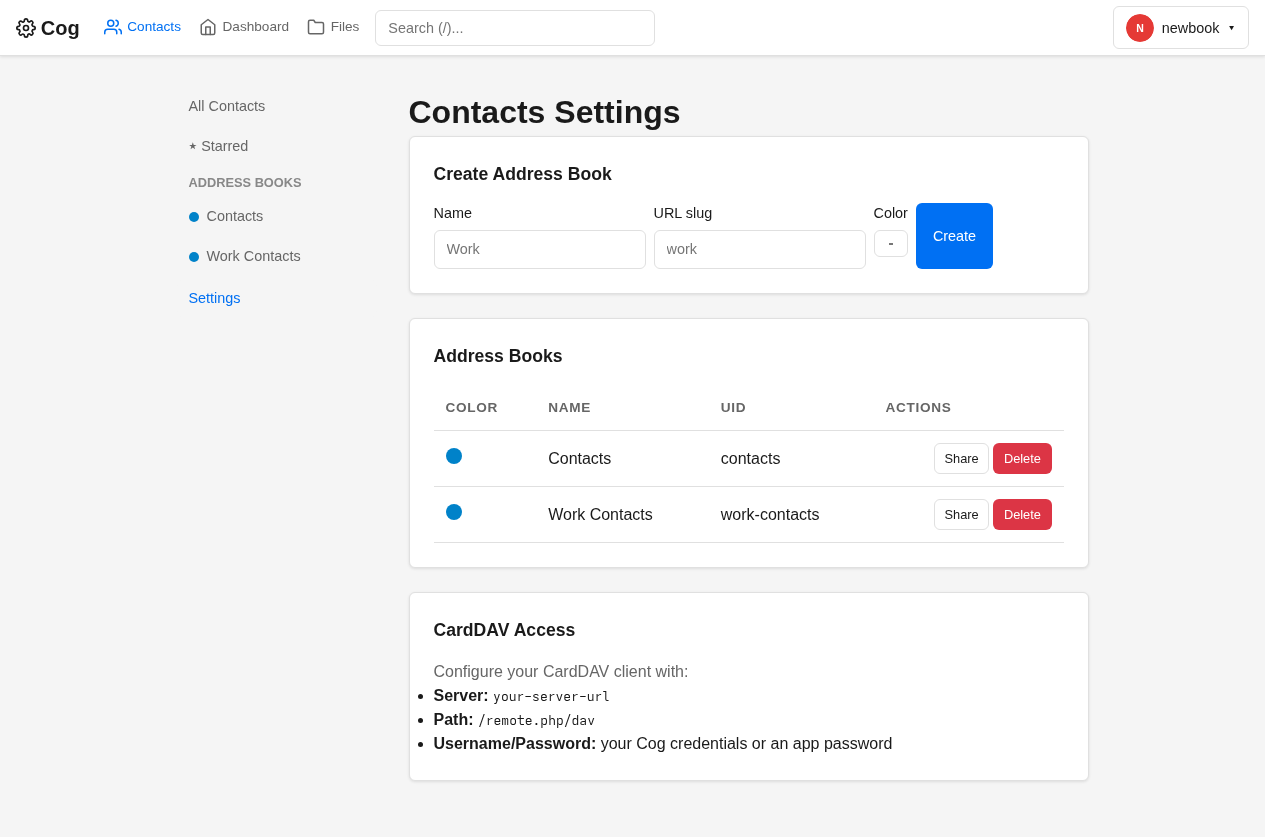 Cog Contacts Dashboard Files Search (/)... N newbook
All Contacts
Starred
ADDRESS BOOKS
Contacts
Work Contacts
Settings
Contacts Settings
Create Address Book
Name URL slug Color
Work work - Create
Address Books
COLOR NAME UID ACTIONS
Contacts contacts Share Delete
Work Contacts work-contacts Share Delete
CardDAV Access
Configure your CardDAV client with:
Server: your-server-url
Path: /remote.php/dav
Username/Password: your Cog credentials or an app password